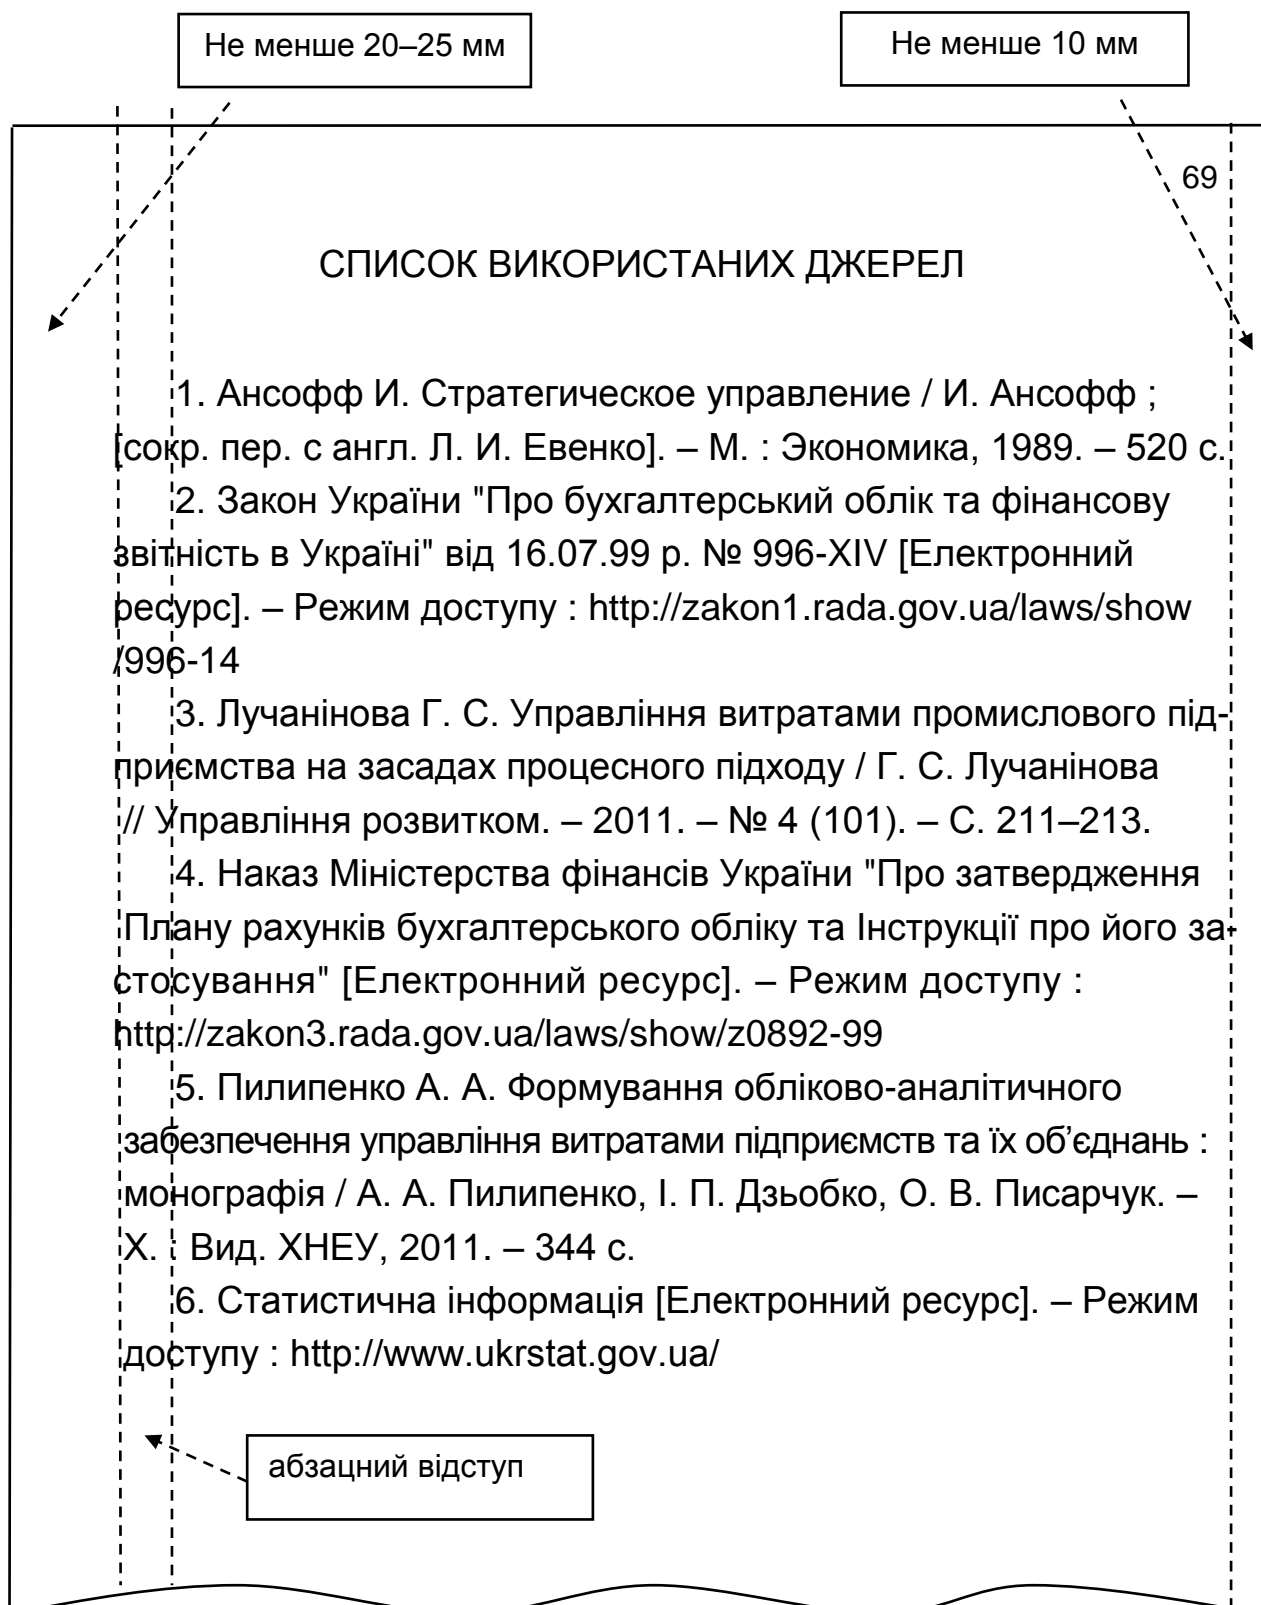 Не менше 20–25 мм
Не менше 10 мм
69
СПИСОК ВИКОРИСТАНИХ ДЖЕРЕЛ
1. Ансофф И. Стратегическое управление / И. Ансофф ;
[сокр. пер. с англ. Л. И. Евенко]. – М. : Экономика, 1989. – 520 с.
2. Закон України "Про бухгалтерський облік та фінансову
звітність в Україні" від 16.07.99 р. № 996-XIV [Електронний
ресурс]. – Режим доступу : http://zakon1.rada.gov.ua/laws/show
/996-14
3. Лучанінова Г. С. Управління витратами промислового під-
приємства на засадах процесного підходу / Г. С. Лучанінова
// Управління розвитком. – 2011. – № 4 (101). – С. 211–213.
4. Наказ Міністерства фінансів України "Про затвердження
Плану рахунків бухгалтерського обліку та Інструкції про його за-
стосування" [Електронний ресурс]. – Режим доступу :
http://zakon3.rada.gov.ua/laws/show/z0892-99
5. Пилипенко А. А. Формування обліково-аналітичного
забезпечення управління витратами підприємств та їх об’єднань :
монографія / А. А. Пилипенко, І. П. Дзьобко, О. В. Писарчук. –
Х. : Вид. ХНЕУ, 2011. – 344 с.
6. Статистична інформація [Електронний ресурс]. – Режим
доступу : http://www.ukrstat.gov.ua/
абзацний відступ